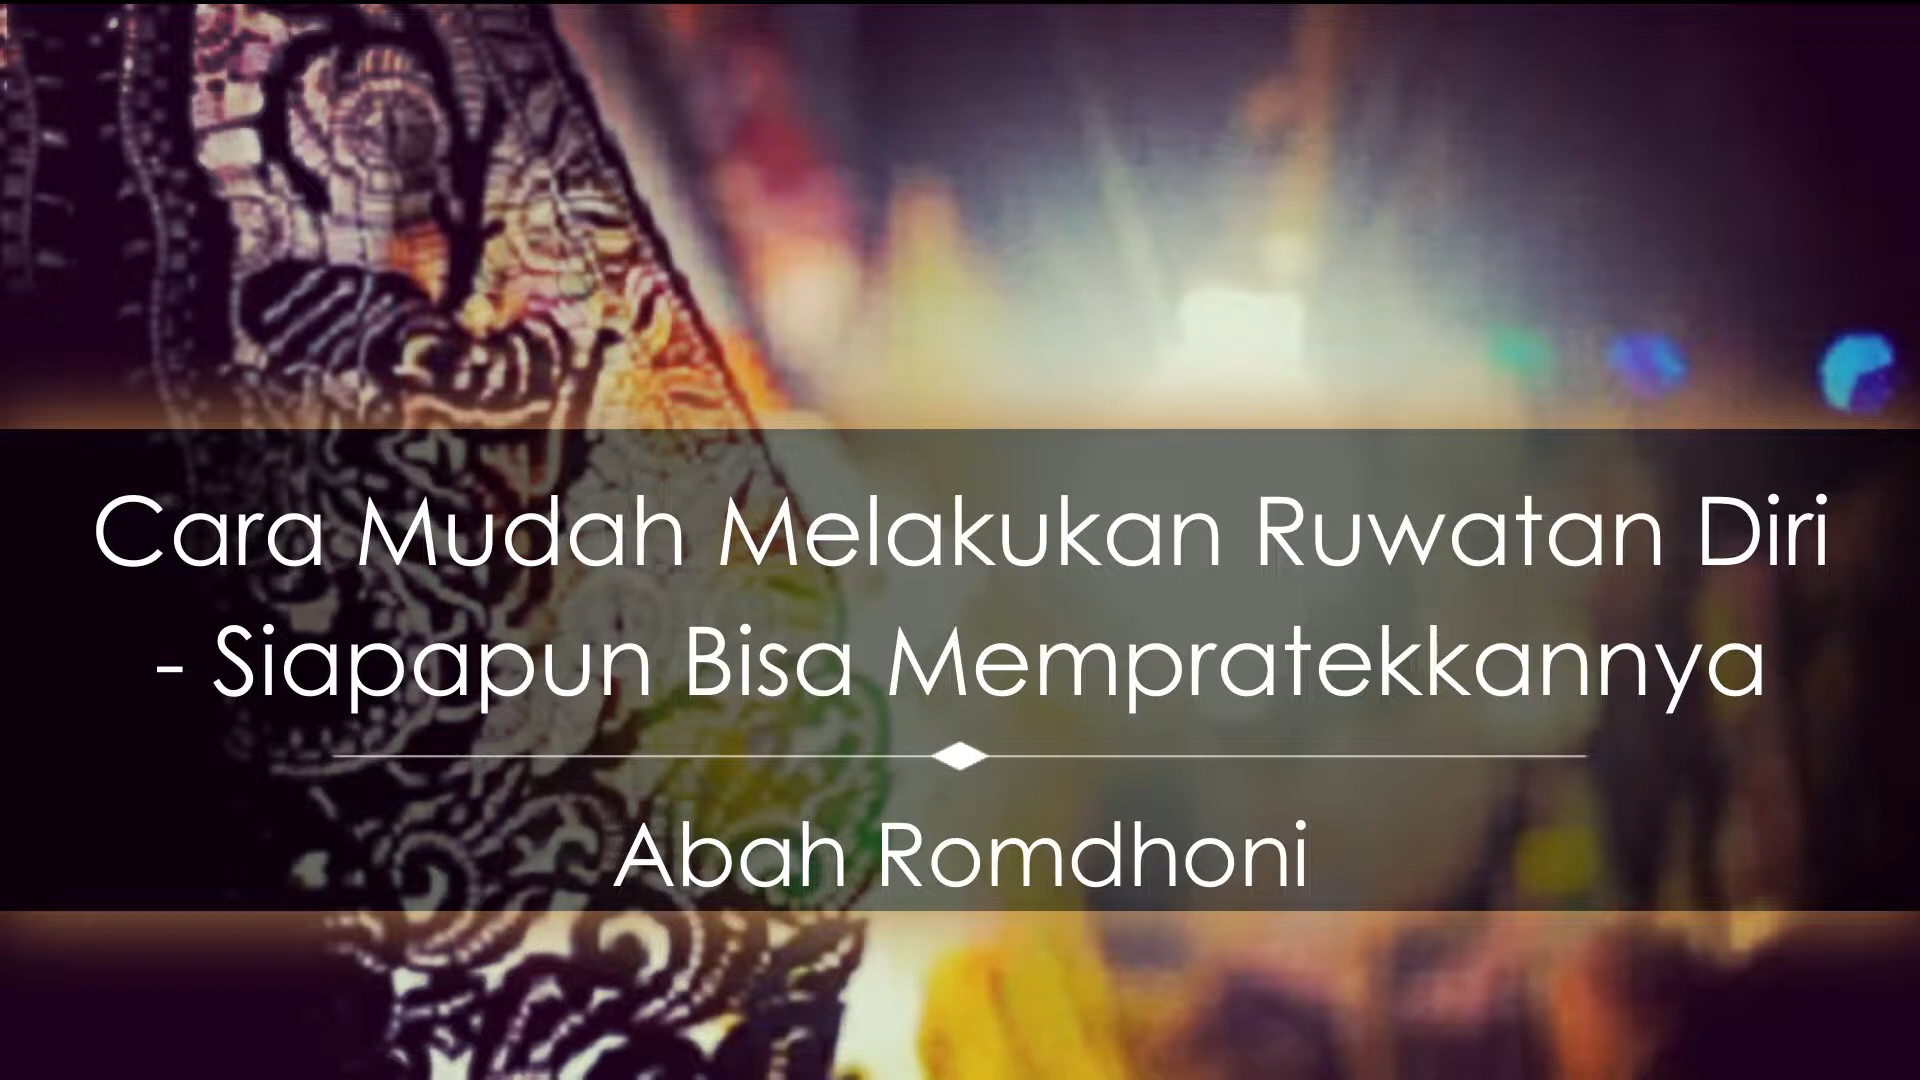 Cara Mudah Melakukan Ruwatan Diri
- Siapapun Bisa Mempratekkannya
Abah Romdhoni